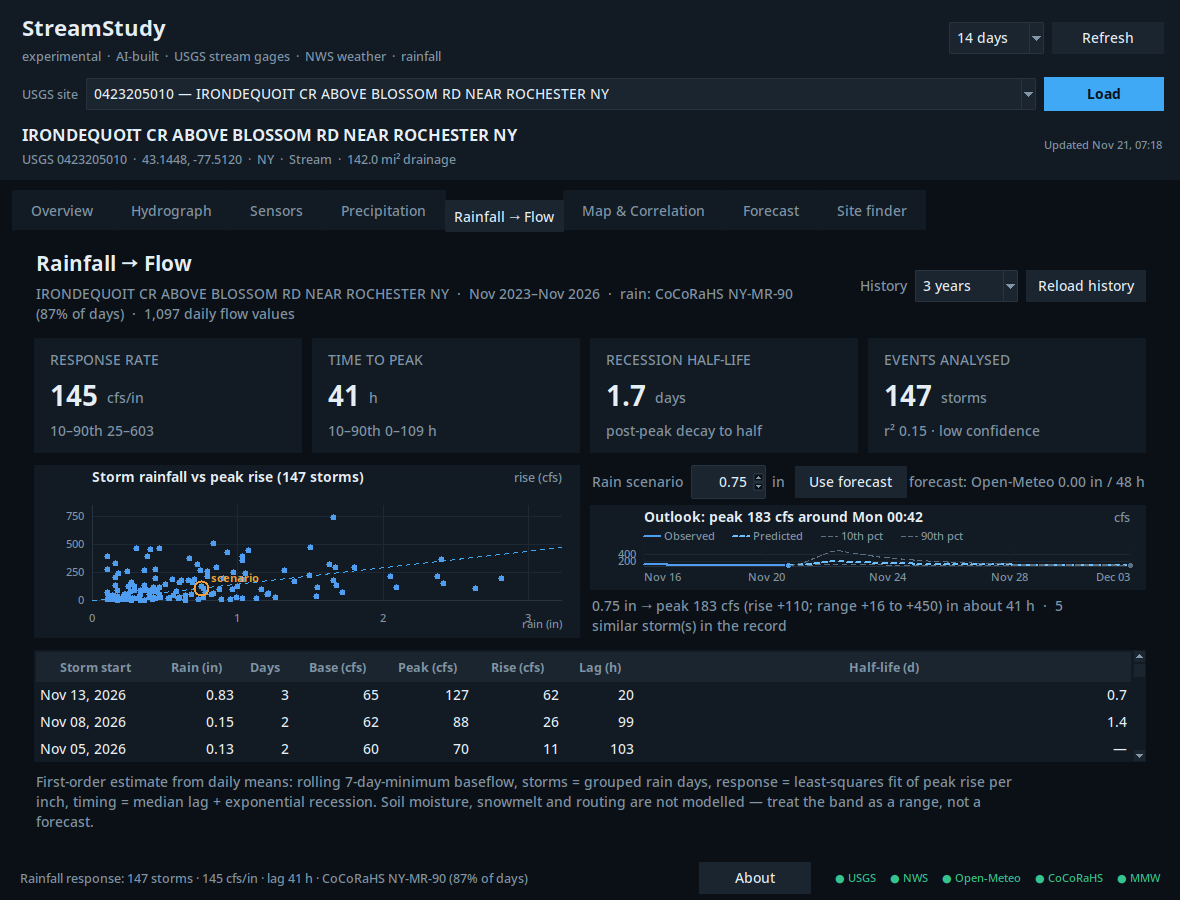 StreamStudy
experimental · AI-built · USGS stream gages · NWS weather · rainfall
14 days
Refresh
USGS site
0423205010 — IRONDEQUOIT CR ABOVE BLOSSOM RD NEAR ROCHESTER NY
Load
IRONDEQUOIT CR ABOVE BLOSSOM RD NEAR ROCHESTER NY
USGS 0423205010 · 43.1448, -77.5120 · NY · Stream · 142.0 mi² drainage
Updated Nov 21, 07:18
Overview
Hydrograph
Sensors
Precipitation
Rainfall → Flow
Map & Correlation
Forecast
Site finder
Rainfall → Flow
IRONDEQUOIT CR ABOVE BLOSSOM RD NEAR ROCHESTER NY · Nov 2023–Nov 2026 · rain: CoCoRaHS NY-MR-90
(87% of days) · 1,097 daily flow values
History
3 years
Reload history
RESPONSE RATE
145 cfs/in
10–90th 25–603
TIME TO PEAK
41 h
10–90th 0–109 h
RECESSION HALF-LIFE
1.7 days
post-peak decay to half
EVENTS ANALYSED
147 storms
r² 0.15 · low confidence
Storm rainfall vs peak rise (147 storms)
rise (cfs)
750
500
250
0
scenario
0 1 2 3
rain (in)
Rain scenario
0.75
in
Use forecast
forecast: Open-Meteo 0.00 in / 48 h
Outlook: peak 183 cfs around Mon 00:42
cfs
Observed
Predicted
10th pct
90th pct
400
200
Nov 16 Nov 20 Nov 24 Nov 28 Dec 03
0.75 in → peak 183 cfs (rise +110; range +16 to +450) in about 41 h · 5
similar storm(s) in the record
Storm start Rain (in) Days Base (cfs) Peak (cfs) Rise (cfs) Lag (h) Half-life (d)
Nov 13, 2026 0.83 3 65 127 62 20 0.7
Nov 08, 2026 0.15 2 62 88 26 99 1.4
Nov 05, 2026 0.13 2 60 70 11 103 —
First-order estimate from daily means: rolling 7-day-minimum baseflow, storms = grouped rain days, response = least-squares fit of peak rise per
inch, timing = median lag + exponential recession. Soil moisture, snowmelt and routing are not modelled — treat the band as a range, not a
forecast.
Rainfall response: 147 storms · 145 cfs/in · lag 41 h · CoCoRaHS NY-MR-90 (87% of days)
About
USGS
NWS
Open-Meteo
CoCoRaHS
MMW